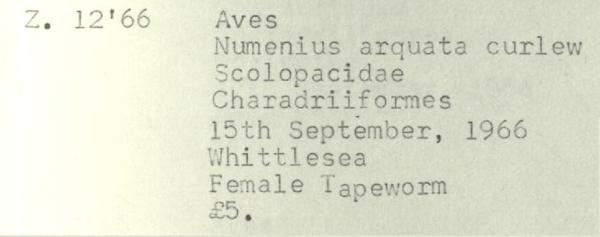 Z. 12'66 Aves
Numenius arquata curlew
Scolopacidae
Charadriiformes
15th September, 1966
Whittlesea
Female Tapeworm
£5.